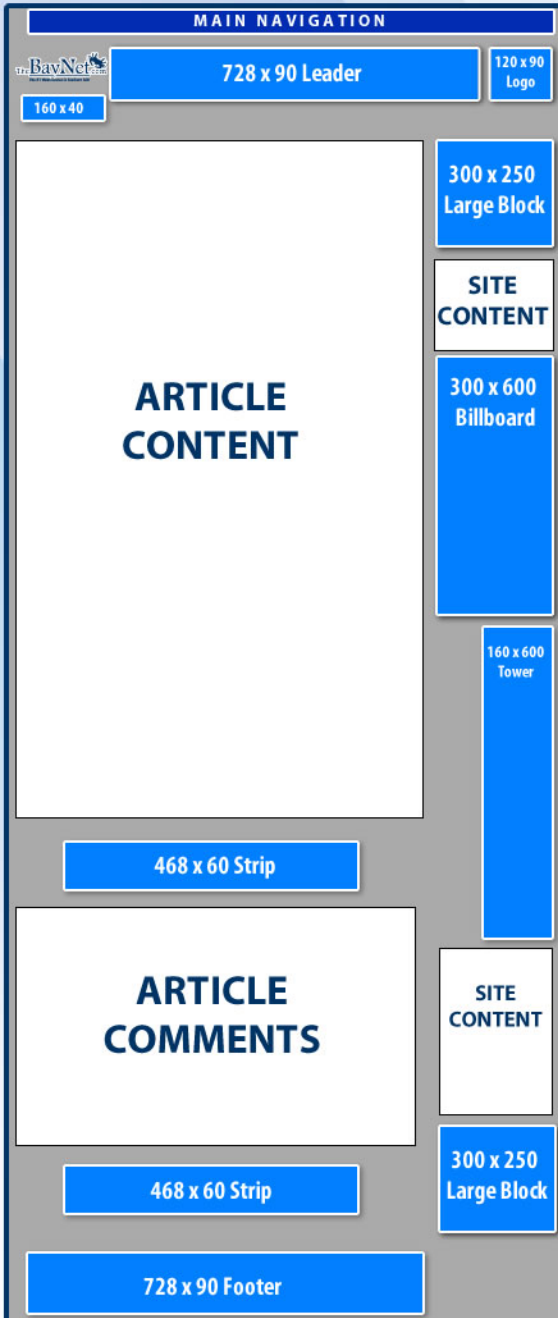 MAIN NAVIGATION
The BayNet.com
728 x 90 Leader
120 x 90
Logo
160 x 40
300 x 250
Large Block
SITE
CONTENT
ARTICLE
CONTENT
300 x 600
Billboard
160 x 600
Tower
468 x 60 Strip
ARTICLE
COMMENTS
SITE
CONTENT
300 x 250
Large Block
468 x 60 Strip
728 x 90 Footer